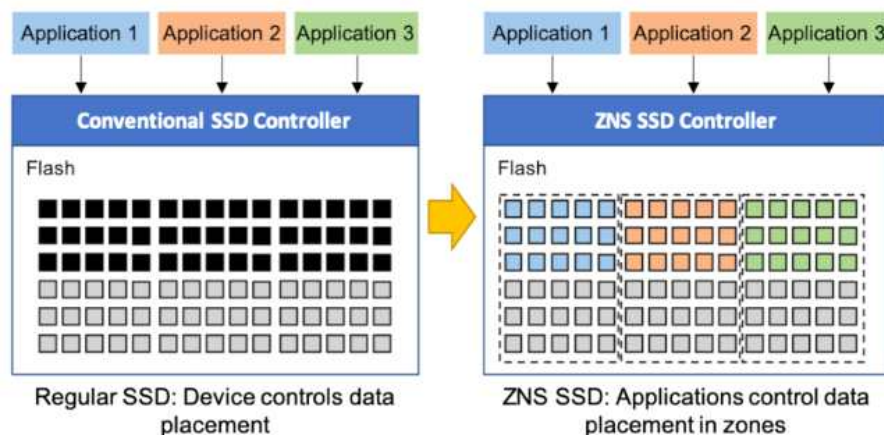 Application 1
Application 2
Application 3
Conventional SSD Controller
Flash
Regular SSD: Device controls data
placement
Application 1
Application 2
Application 3
ZNS SSD Controller
Flash
ZNS SSD: Applications control data
placement in zones